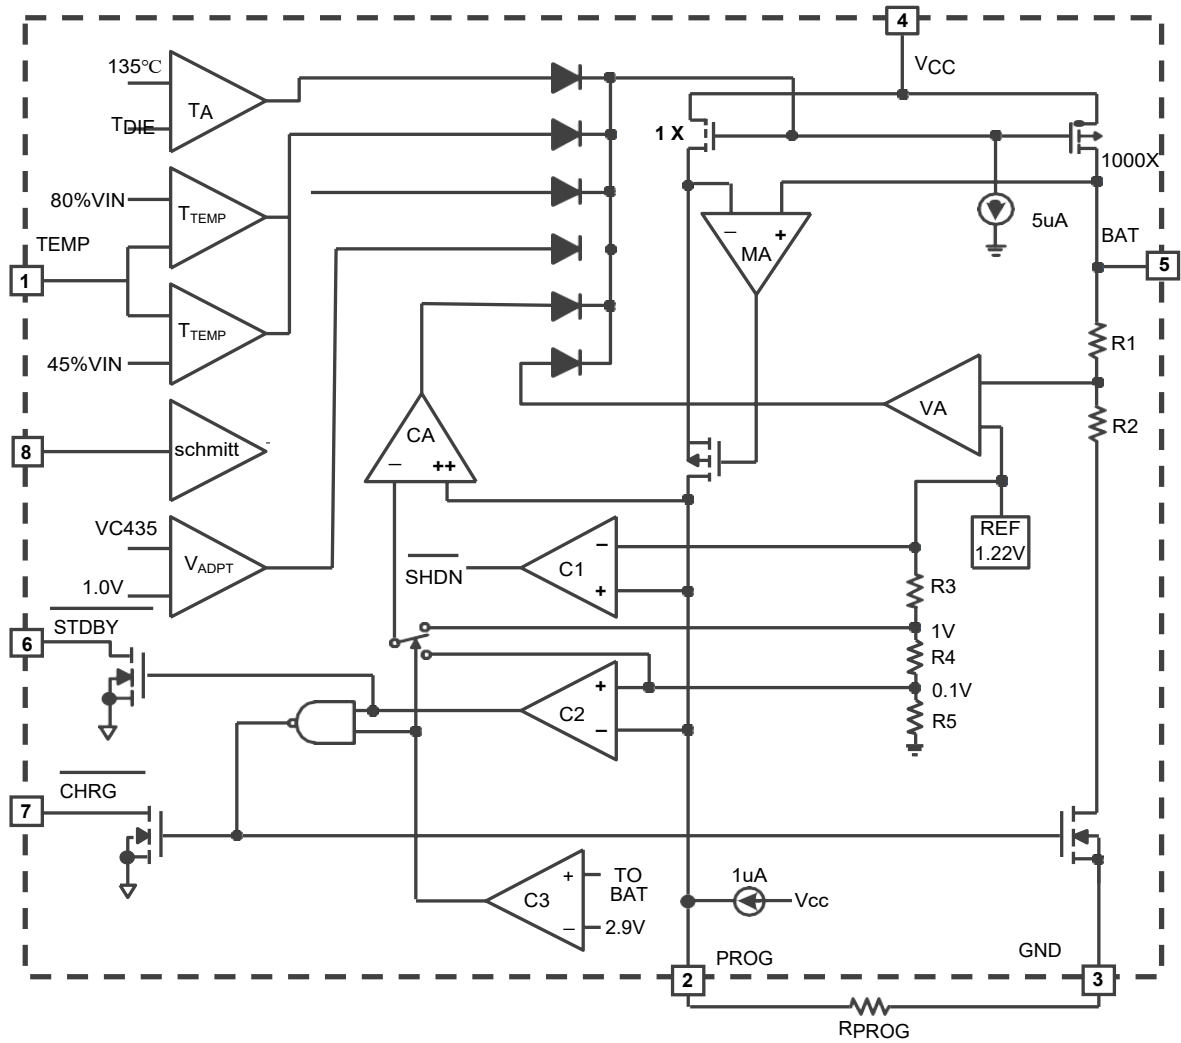 4
VCC
135℃
TA
TDIE
1 X
1000X
80%VIN
TTEMP
5uA
TEMP
– +
MA
BAT
1
5
TTEMP
45%VIN
R1
VA
CA
– ++
R2
8
schmitt
-
REF
1.22V
VC435
VADPT
1.0V
SHDN
– +
C1
R3
STDBY
6
1V
R4
+ –
C2
0.1V
R5
CHRG
7
+ –
C3
TO
BAT
2.9V
1uA
Vcc
PROG
GND
2
3
RPROG